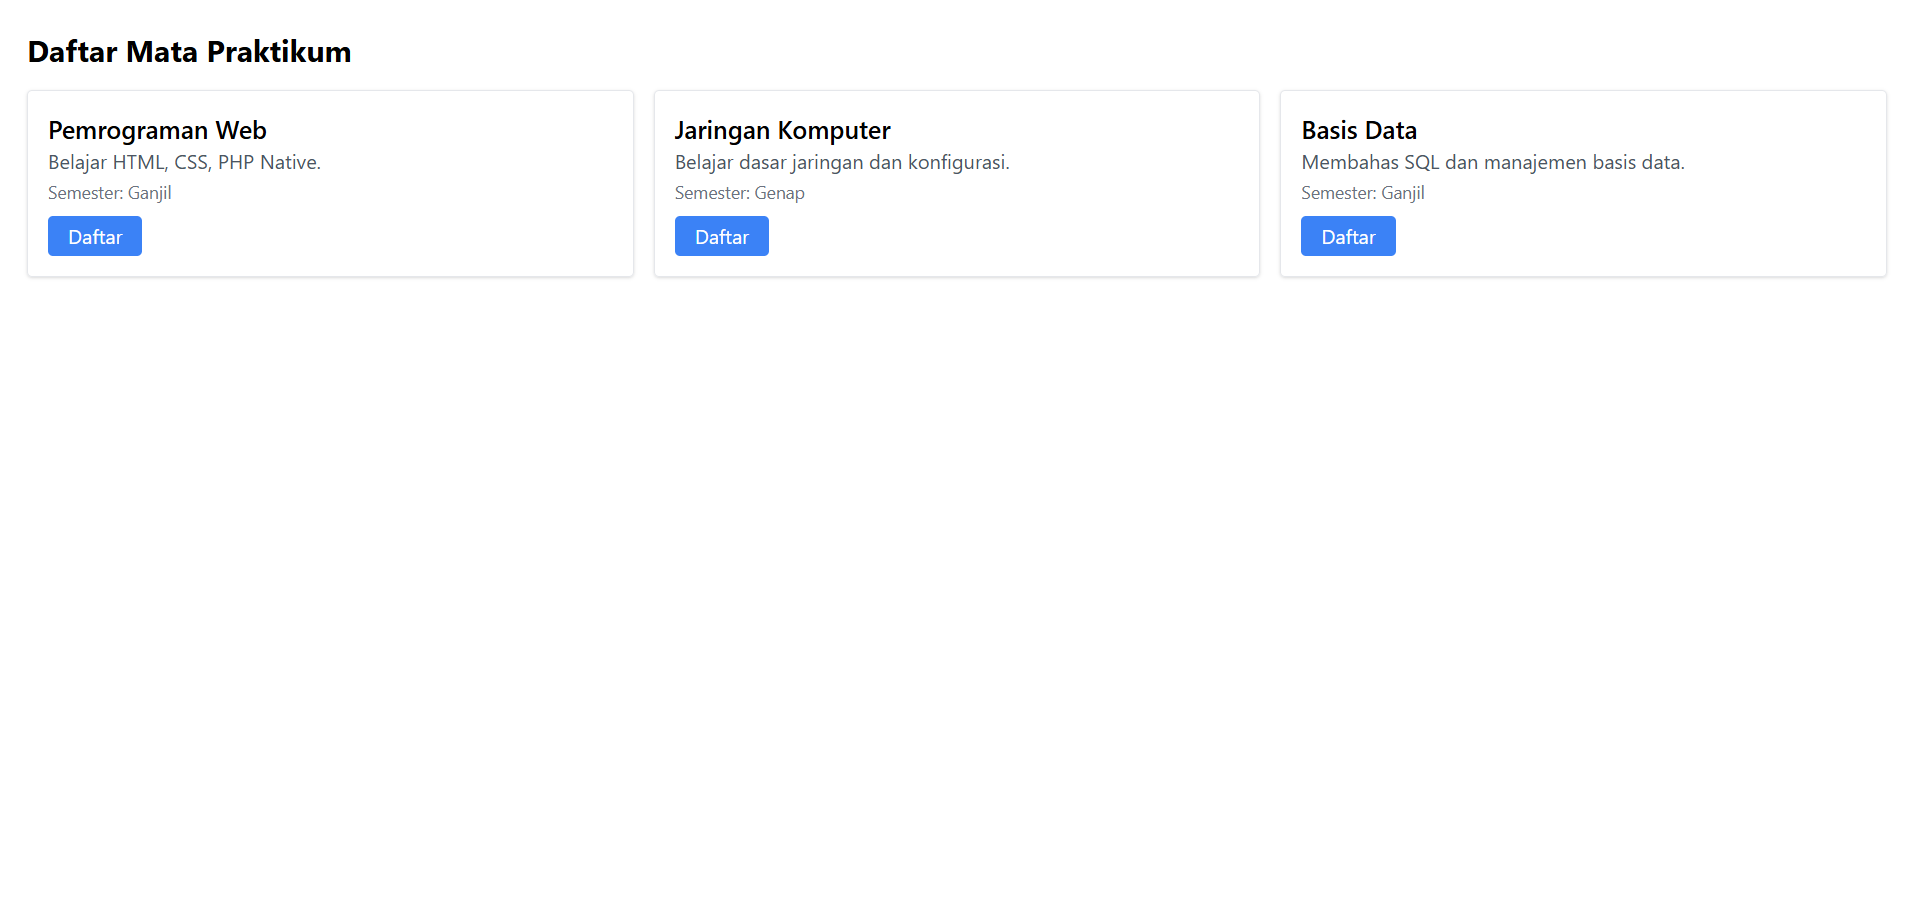 Daftar Mata Praktikum
Pemrograman Web
Belajar HTML, CSS, PHP Native.
Semester: Ganjil
Daftar
Jaringan Komputer
Belajar dasar jaringan dan konfigurasi.
Semester: Genap
Daftar
Basis Data
Membahas SQL dan manajemen basis data.
Semester: Ganjil
Daftar